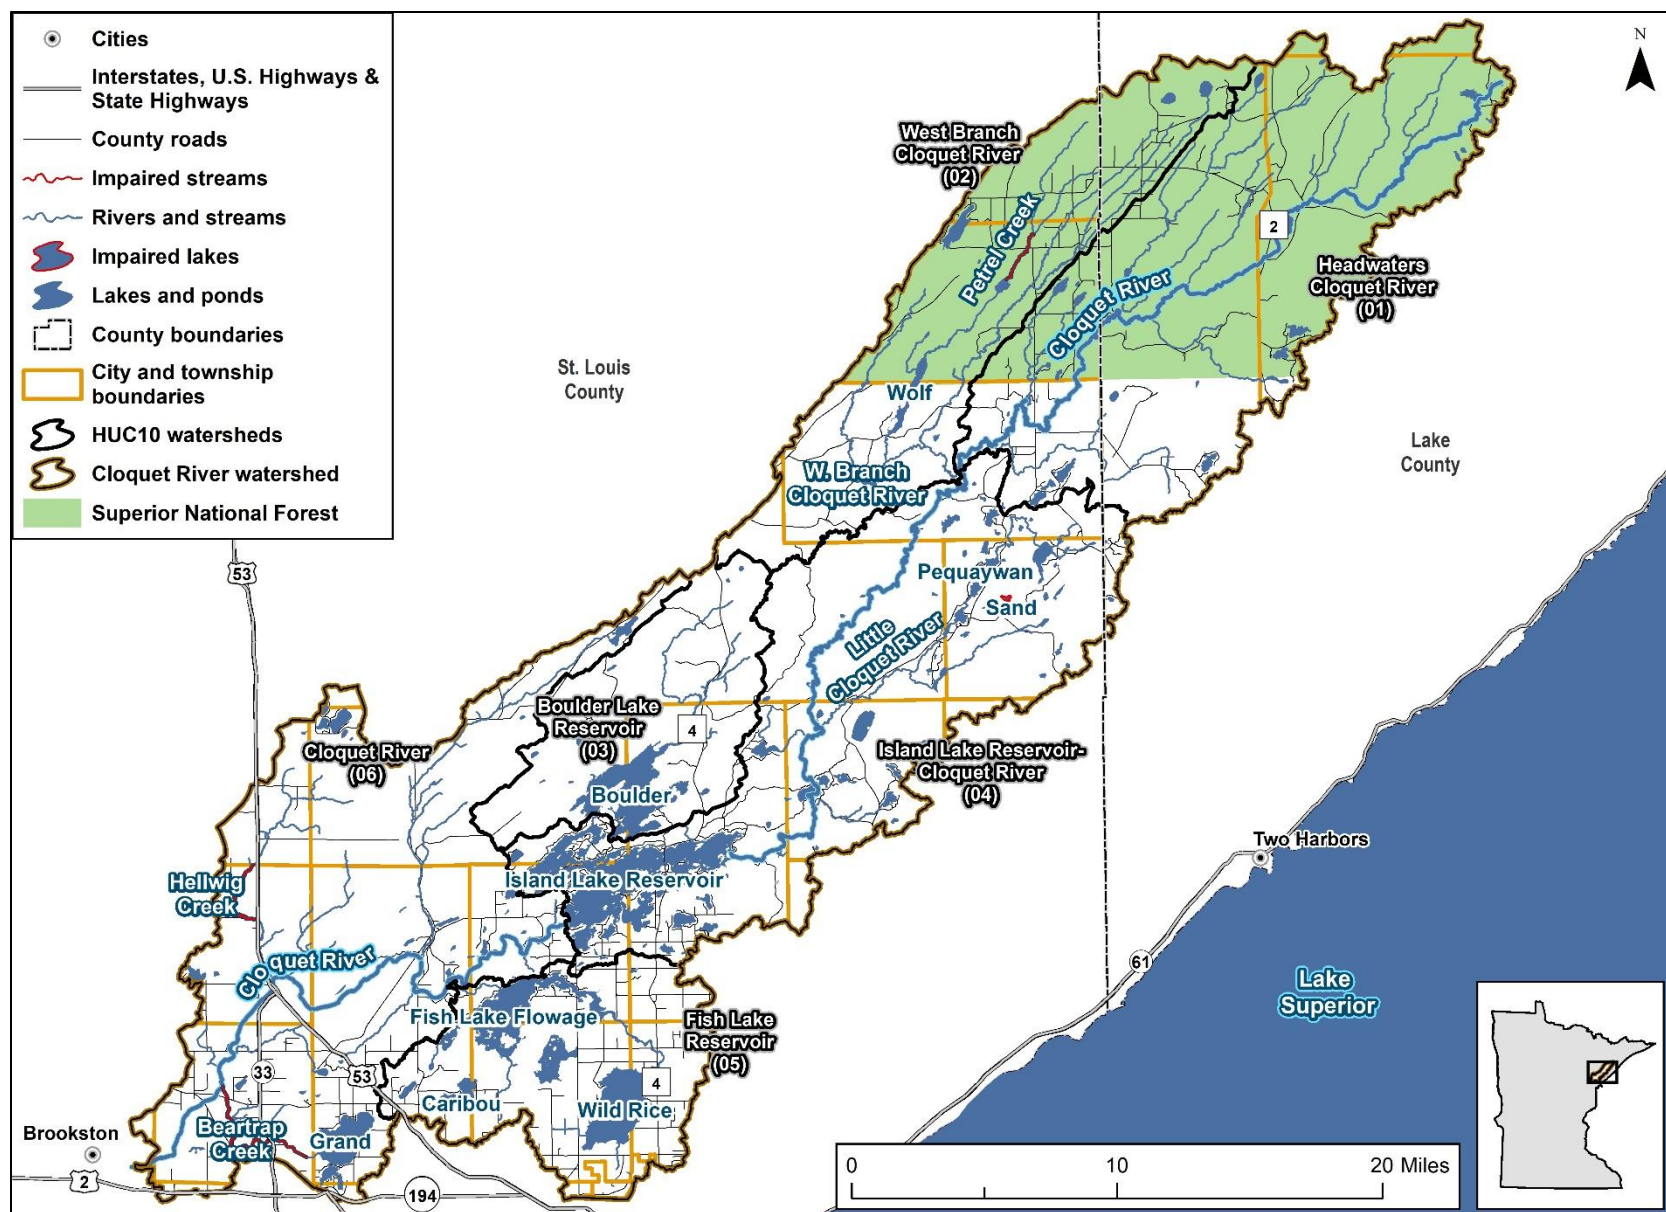 Cities
Interstates, U.S. Highways &
State Highways
County roads
Impaired streams
Rivers and streams
Impaired lakes
Lakes and ponds
County boundaries
City and township
boundaries
HUC10 watersheds
Cloquet River watershed
Superior National Forest
N
West Branch
Cloquet River
(02)
Petrel Creek
2
Headwaters
Cloquet River
(01)
Cloquet River
St. Louis
County
Wolf
Lake
County
W. Branch
Cloquet River
53
Pequaywan
Sand
Little
Cloquet River
Boulder Lake
Reservoir
(03)
4
Cloquet River
(06)
Island Lake Reservoir-
Cloquet River
(04)
Boulder
Two Harbors
Island Lake Reservoir
Hellwig
Creek
Cloquet River
61
Lake
Superior
Fish Lake Flowage
Fish Lake
Reservoir
(05)
33
53
4
Caribou
Wild Rice
Brookston
Beartrap
Creek
Grand
2
194
0
10
20 Miles